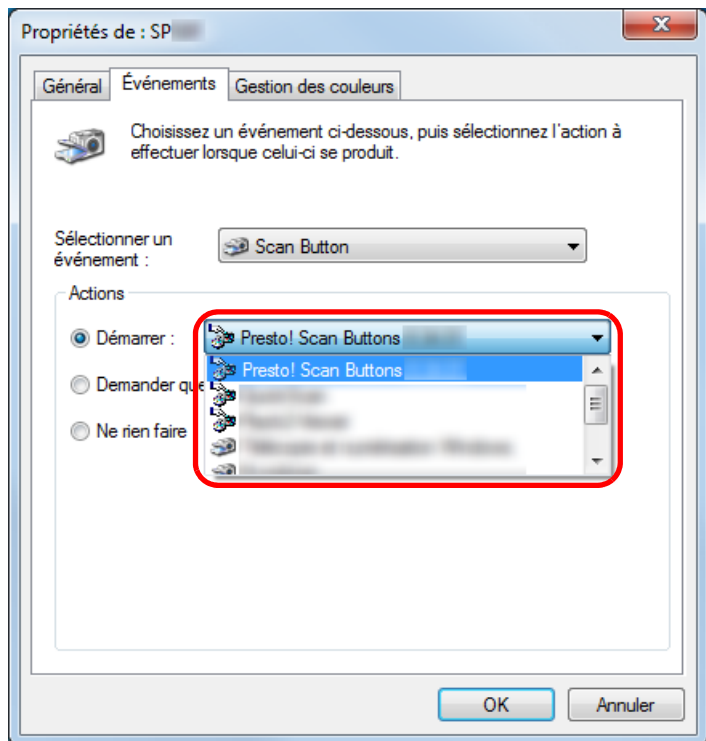 Propriétés de : SP
Général Événements Gestion des couleurs
Choisissez un événement ci-dessous, puis sélectionnez l'action à
effectuer lorsque celui-ci se produit.
Sélectionner un
événement :
Scan Button
Actions
Démarrer : Presto! Scan Buttons
Presto! Scan Buttons
Demander que
Ne rien faire
OK Annuler